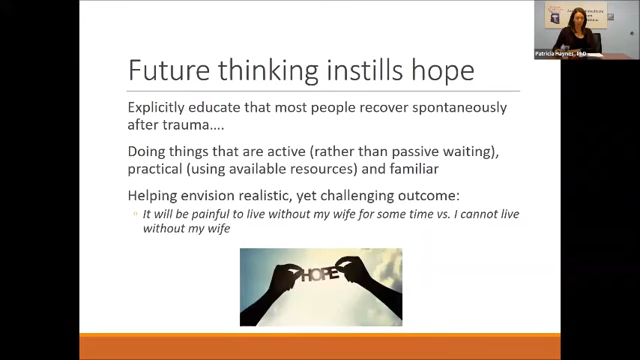 Future thinking instills hope
Explicitly educate that most people recover spontaneously
after trauma....
Doing things that are active (rather than passive waiting),
practical (using available resources) and familiar
Helping envision realistic, yet challenging outcome:
It will be painful to live without my wife for some time vs. I cannot live
without my wife
HOPE
Patricia Haynes, PhD